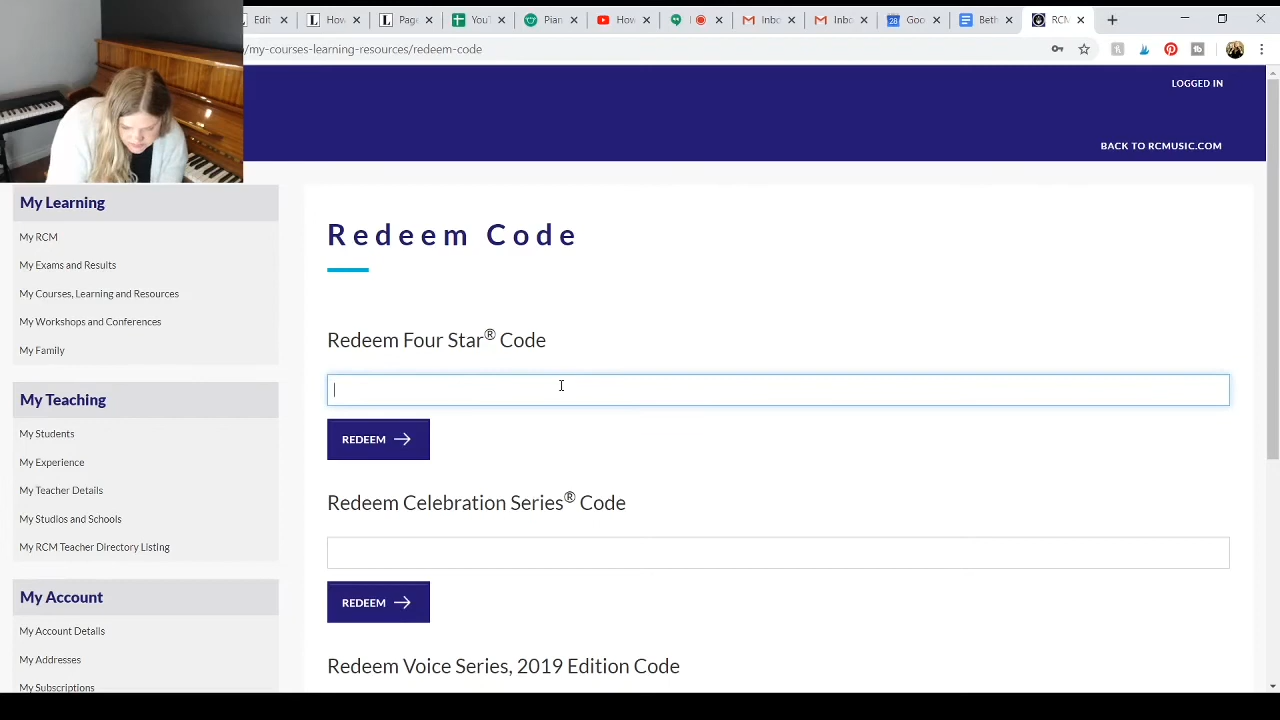 Edit
How
Page
YouT
Pian
How
Inbo
Inbo
28
Goo
Beth
RCM
/my-courses-learning-resources/redeem-code
LOGGED IN
BACK TO RCMUSIC.COM
My Learning
My RCM
My Exams and Results
My Courses, Learning and Resources
My Workshops and Conferences
My Family
My Teaching
My Students
My Experience
My Teacher Details
My Studios and Schools
My RCM Teacher Directory Listing
My Account
My Account Details
My Addresses
My Subscriptions
Redeem Code
Redeem Four Star® Code
REDEEM
Redeem Celebration Series® Code
REDEEM
Redeem Voice Series, 2019 Edition Code